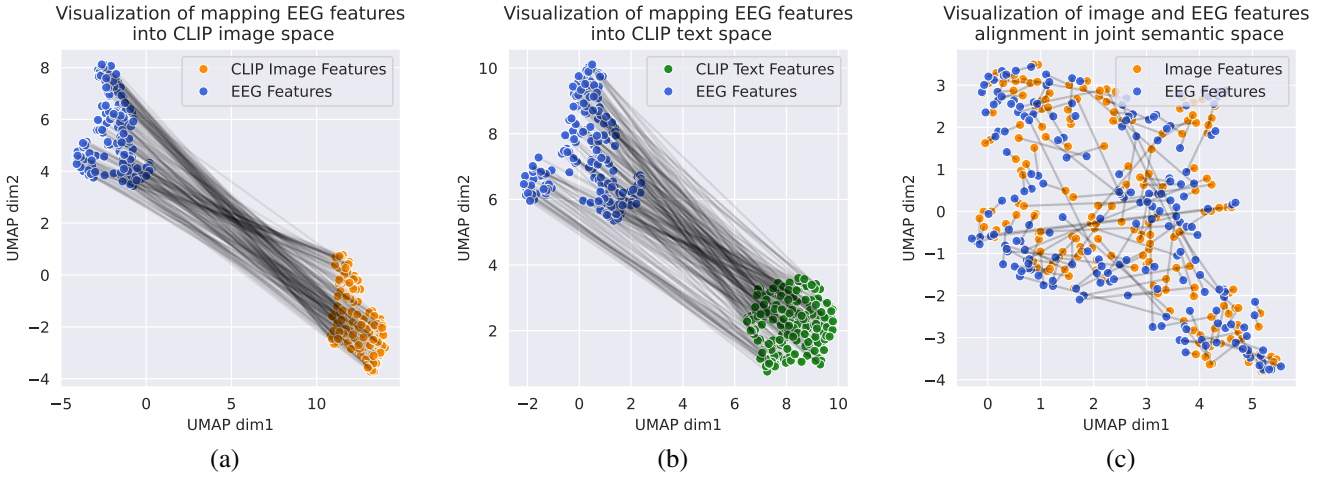 Visualization of mapping EEG features
into CLIP image space
CLIP Image Features
EEG Features
8
6
4
2
0
−2
−4
UMAP dim2
−5
0
5
10
UMAP dim1
(a)
Visualization of mapping EEG features
into CLIP text space
CLIP Text Features
EEG Features
10
8
6
4
2
UMAP dim2
−2
0
2
4
6
8
10
UMAP dim1
(b)
Visualization of image and EEG features
alignment in joint semantic space
Image Features
EEG Features
3
2
1
0
−1
−2
−3
−4
UMAP dim2
0
1
2
3
4
5
UMAP dim1
(c)